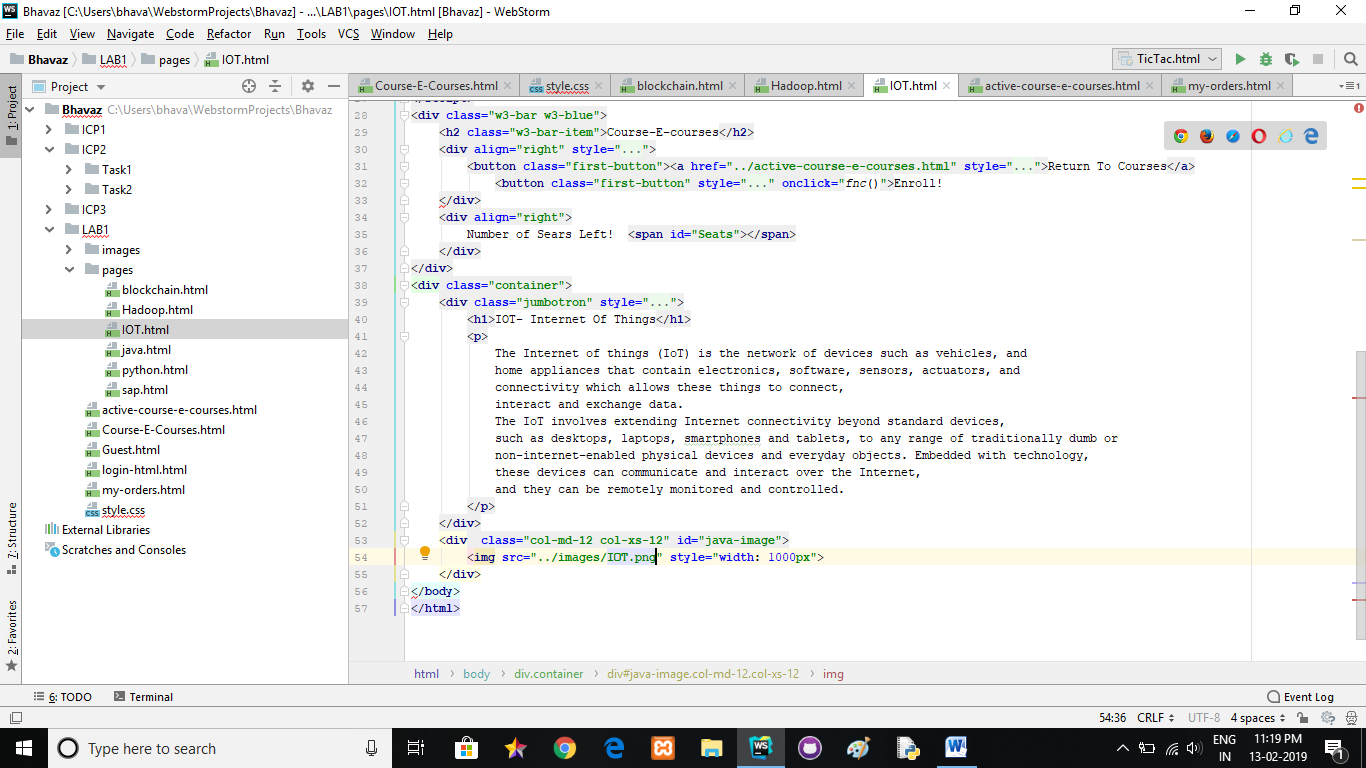 Bhavaz [C:\Users\bhava\WebstormProjects\Bhavaz] - ...\LAB1\pages\IOT.html [Bhavaz] - WebStorm
File Edit View Navigate Code Refactor Run Tools VCS Window Help
Bhavaz LAB1 pages IOT.html TicTac.html
Project
Course-E-Courses.html style.css blockchain.html Hadoop.html IOT.html active-course-e-courses.html my-orders.html
1: Project
7: Structure
2: Favorites
Bhavaz C:\Users\bhava\WebstormProjects\Bhavaz
ICP1
ICP2
Task1
Task2
ICP3
LAB1
images
pages
blockchain.html
Hadoop.html
IOT.html
java.html
python.html
sap.html
active-course-e-courses.html
Course-E-Courses.html
Guest.html
login-html.html
my-orders.html
style.css
External Libraries
Scratches and Consoles
28 <div class="w3-bar w3-blue">
29 <h2 class="w3-bar-item">Course-E-courses</h2>
30 <div align="right" style="...">
31 <button class="first-button"><a href="../active-course-e-courses.html" style="...">Return To Courses</a>
32 <button class="first-button" style="..." onclick="fnc()">Enroll!
33 </div>
34 <div align="right">
35 Number of Sears Left! <span id="Seats"></span>
36 </div>
37 </div>
38 <div class="container">
39 <div class="jumbotron" style="...">
40 <h1>IOT- Internet Of Things</h1>
41 <p>
42 The Internet of things (IoT) is the network of devices such as vehicles, and
43 home appliances that contain electronics, software, sensors, actuators, and
44 connectivity which allows these things to connect,
45 interact and exchange data.
46 The IoT involves extending Internet connectivity beyond standard devices,
47 such as desktops, laptops, smartphones and tablets, to any range of traditionally dumb or
48 non-internet-enabled physical devices and everyday objects. Embedded with technology,
49 these devices can communicate and interact over the Internet,
50 and they can be remotely monitored and controlled.
51 </p>
52 </div>
53 <div class="col-md-12 col-xs-12" id="java-image">
54 <img src="../images/IOT.png" style="width: 1000px">
55 </div>
56 </body>
57 </html>
html body div.container div#java-image.col-md-12.col-xs-12 img
6: TODO Terminal Event Log
54:36 CRLF UTF-8 4 spaces
Type here to search
ENG
IN
11:19 PM
13-02-2019
1